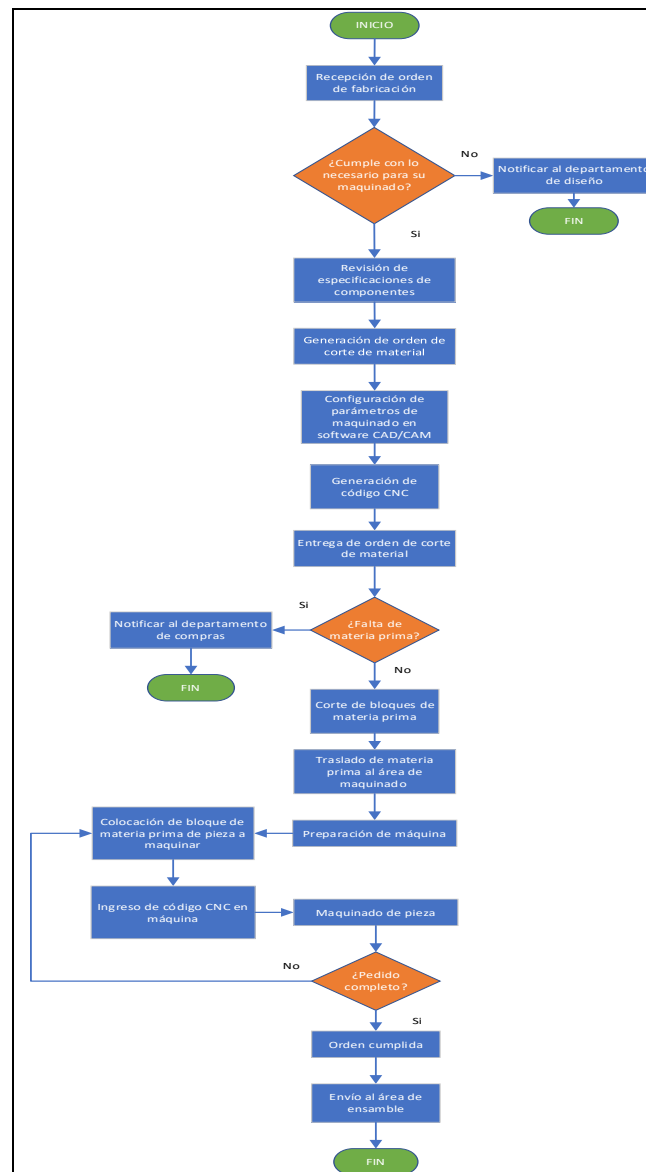 INICIO
Recepción de orden
de fabricación
¿Cumple con lo
necesario para su
maquinado?
No
Notificar al departamento
de diseño
FIN
Si
Revisión de
especificaciones de
componentes
Generación de orden de
corte de material
Configuración de
parámetros de
maquinado en
software CAD/CAM
Generación de
código CNC
Entrega de orden de corte
de material
¿Falta de
materia prima?
Si
Notificar al departamento
de compras
FIN
No
Corte de bloques de
materia prima
Traslado de materia
prima al área de
maquinado
Preparación de máquina
Colocación de bloque de
materia prima de pieza a
maquinar
Ingreso de código CNC en
máquina
Maquinado de pieza
¿Pedido
completo?
No
Si
Orden cumplida
Envío al área de
ensamble
FIN